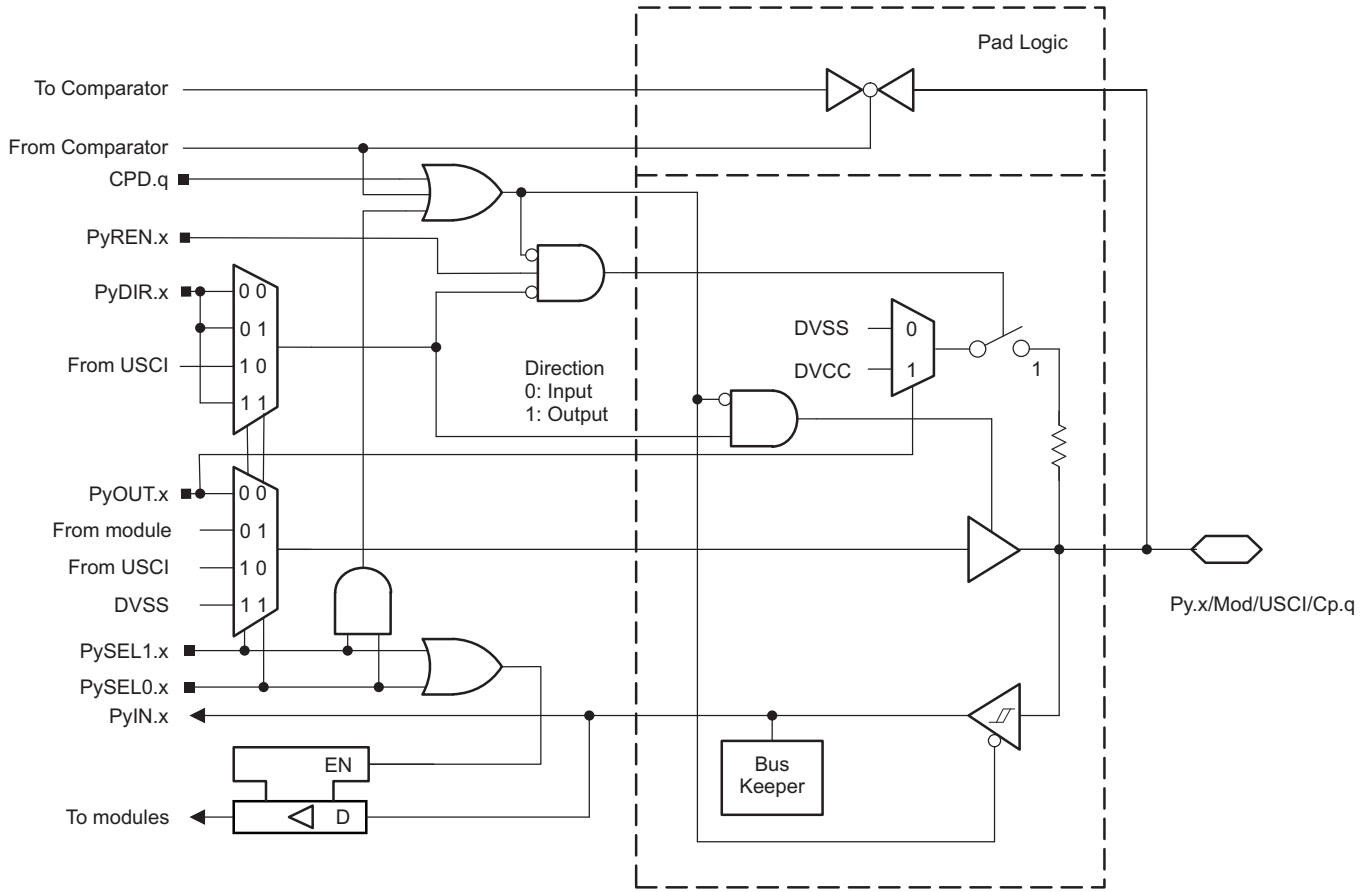 Pad Logic
To Comparator
From Comparator
CPD.q
PyREN.x
PyDIR.x
0 0
0 1
From USCI
1 0
1 1
Direction
0: Input
1: Output
DVSS
0
DVCC
1
1
PyOUT.x
0 0
From module
0 1
From USCI
1 0
DVSS
1 1
Py.x/Mod/USCI/Cp.q
PySEL1.x
PySEL0.x
PyIN.x
Bus
Keeper
EN
To modules
D